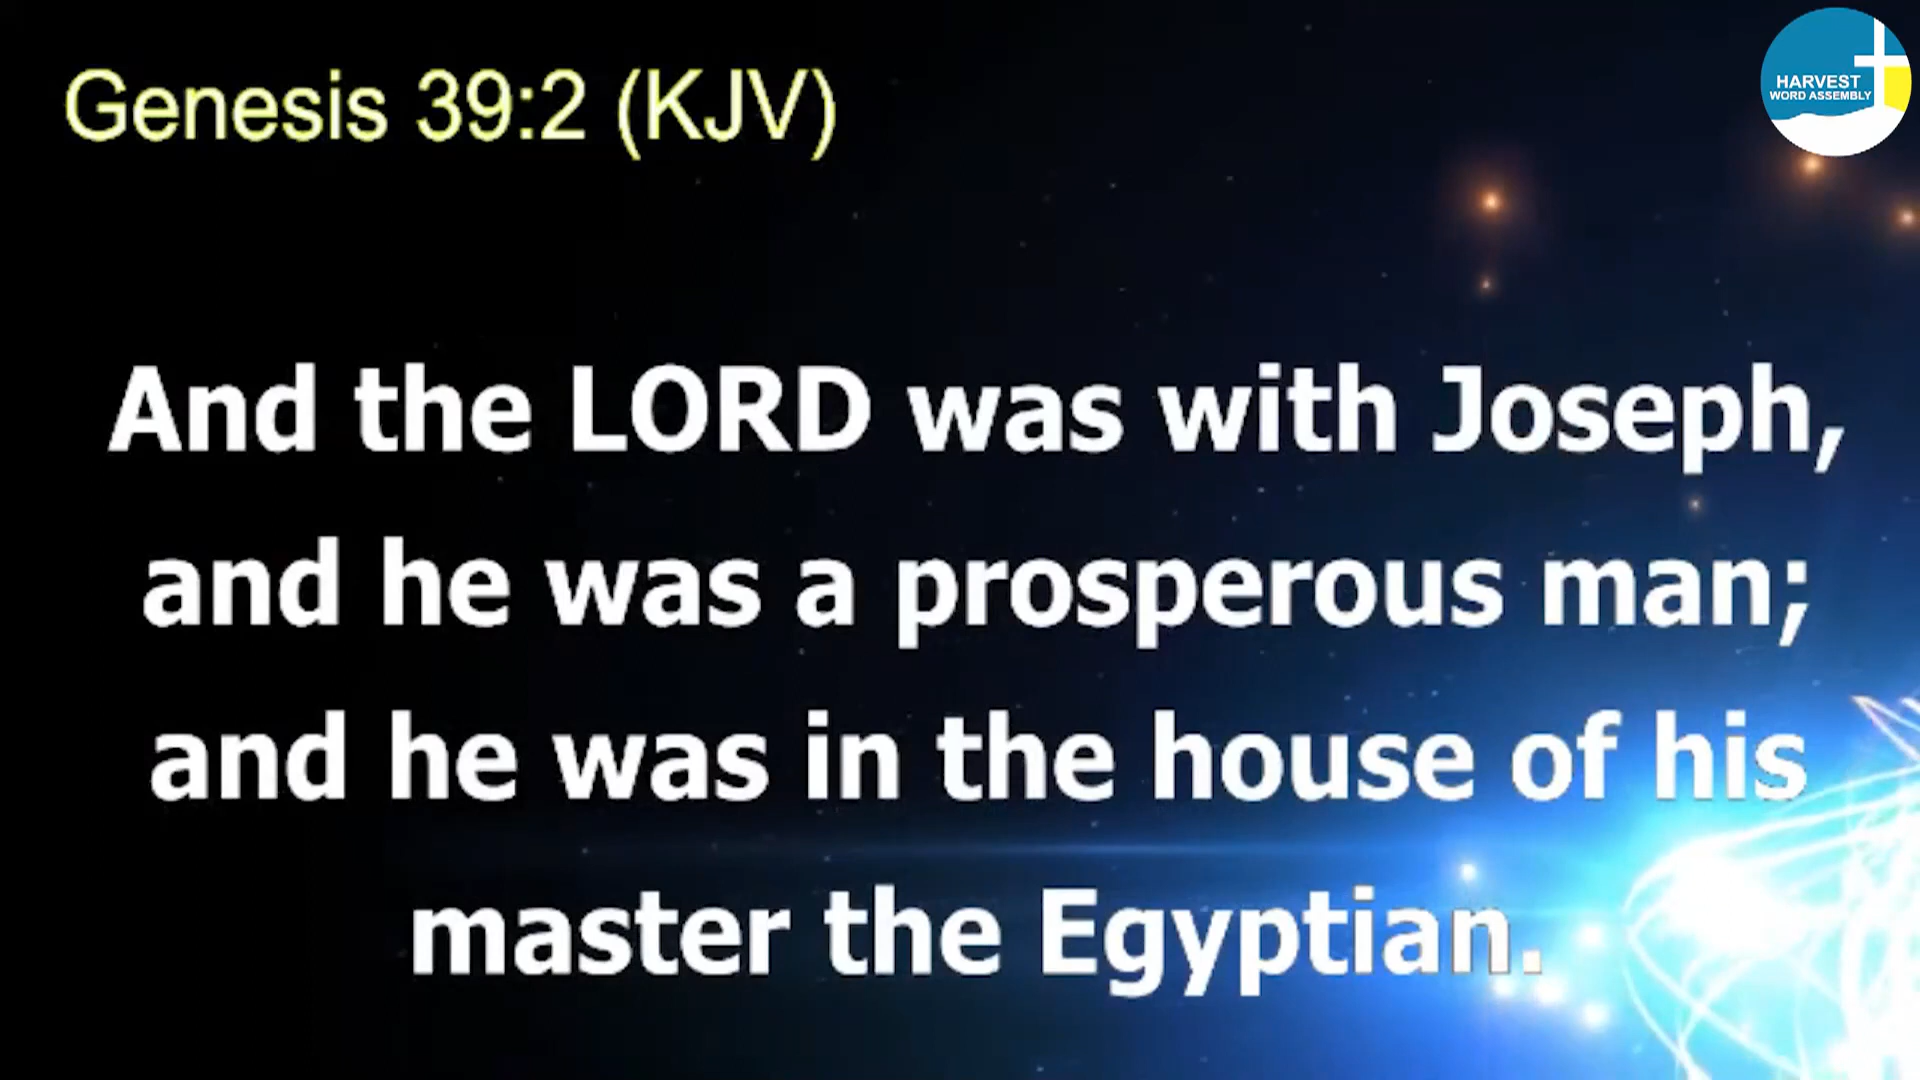 Genesis 39:2 (KJV)
HARVEST
WORD ASSEMBLY
And the LORD was with Joseph,
and he was a prosperous man;
and he was in the house of his
master the Egyptian.